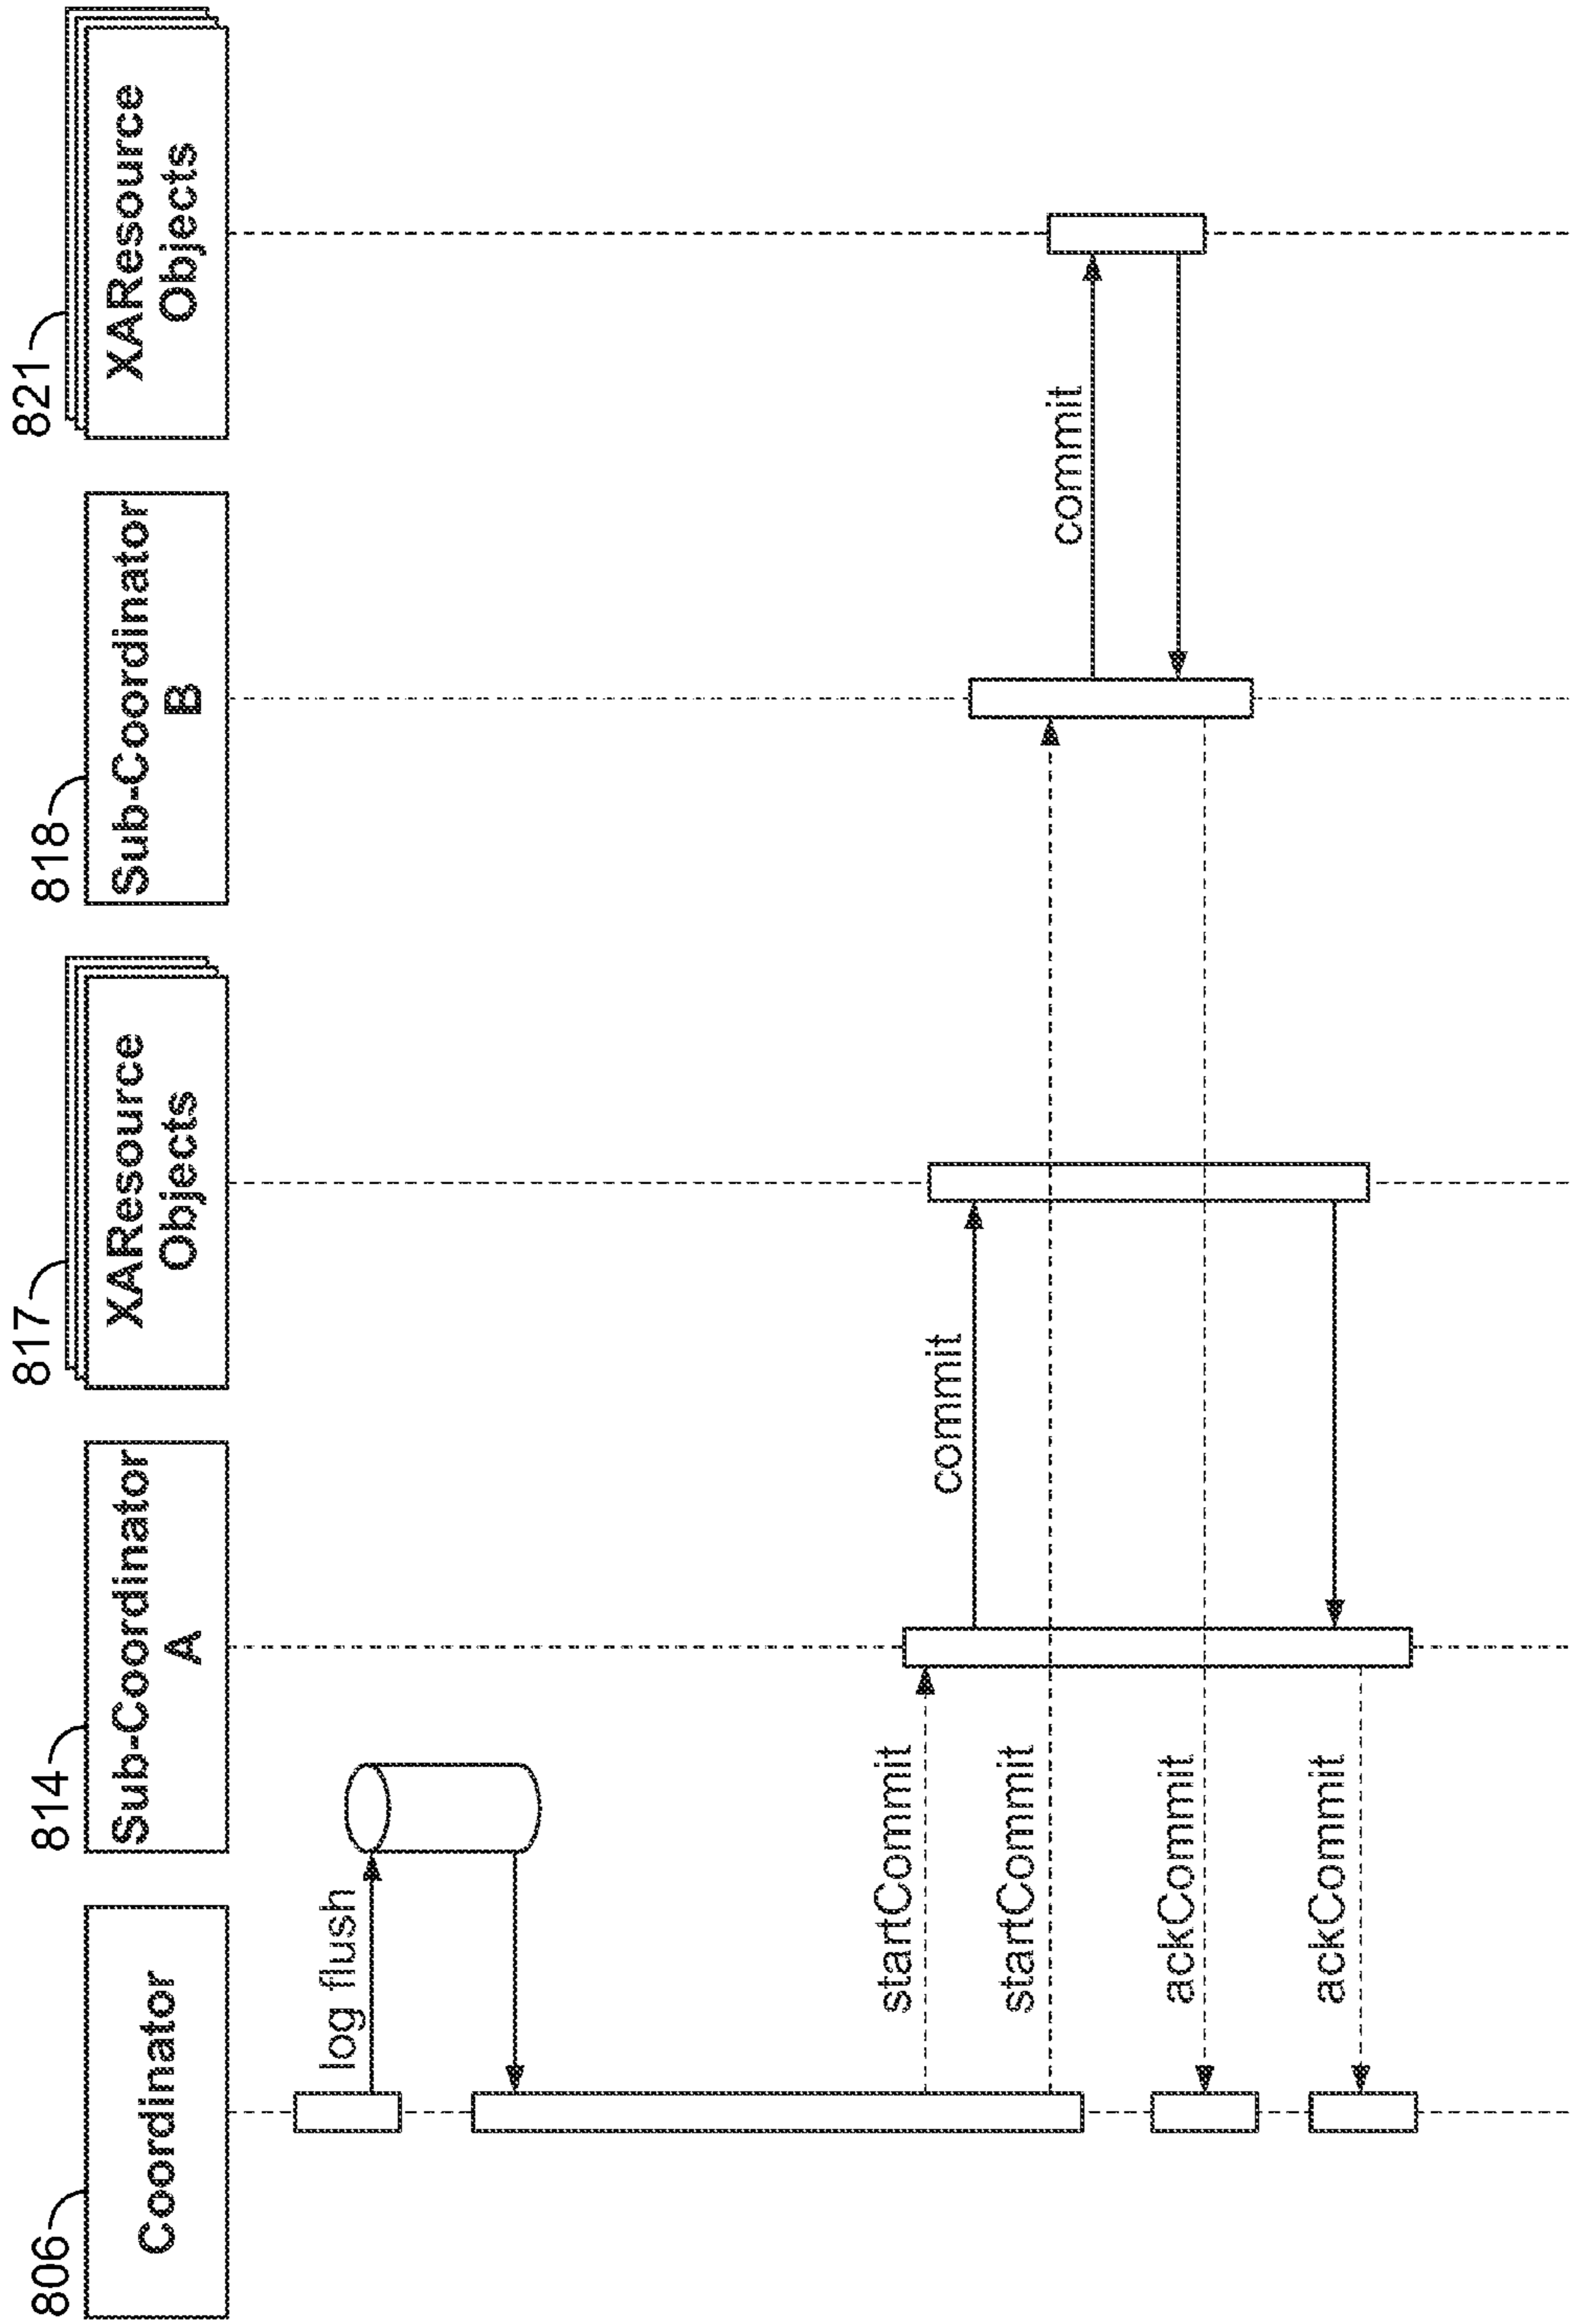 806
Coordinator
814
Sub-Coordinator
A
817
XAResource
Objects
818
Sub-Coordinator
B
821
XAResource
Objects
log flush
startCommit
commit
startCommit
commit
ackCommit
ackCommit